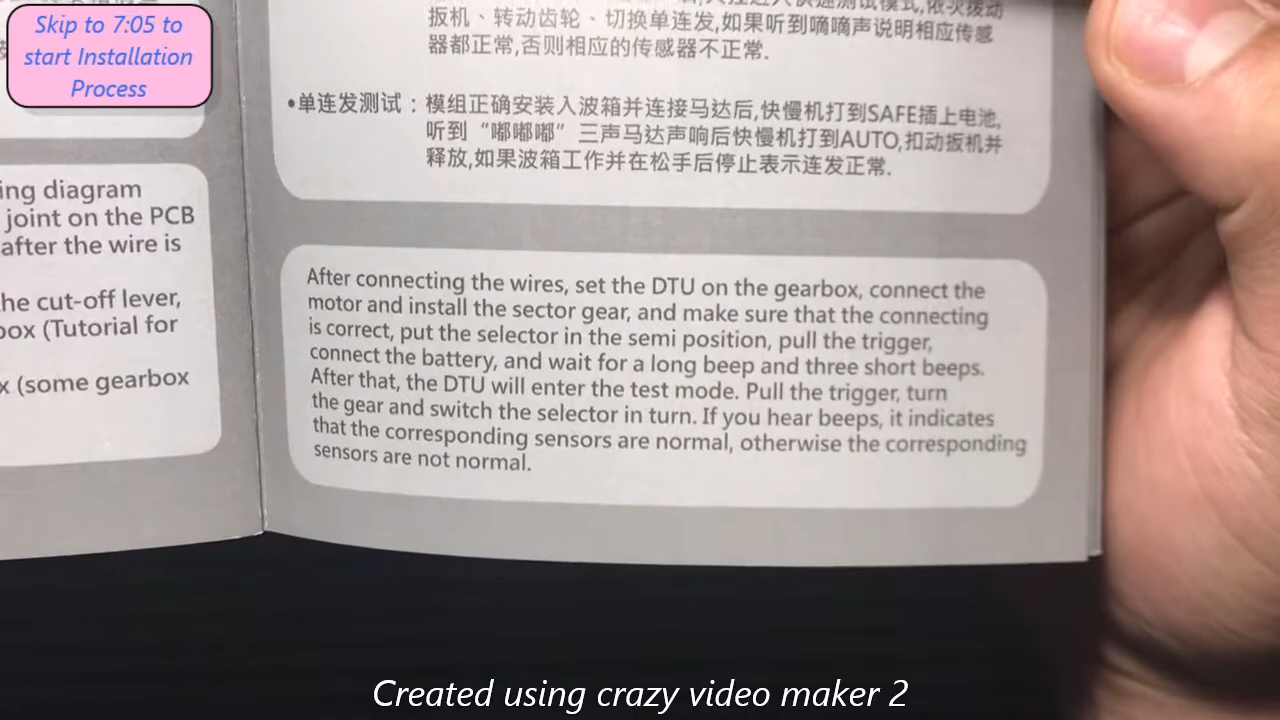 Skip to 7:05 to
start Installation
Process
ing diagram
joint on the PCB
after the wire is
he cut-off lever,
box (Tutorial for
x (some gearbox
扳机、转动齿轮、切换单连发,如果听到嘀嘀声说明相应传感
器都正常,否则相应的传感器不正常.
•单连发测试：模组正确安装入波箱并连接马达后,快慢机打到SAFE插上电池,
听到“嘟嘟嘟”三声马达声响后快慢机打到AUTO,扣动扳机并
释放,如果波箱工作并在松手后停止表示连发正常.
After connecting the wires, set the DTU on the gearbox, connect the
motor and install the sector gear, and make sure that the connecting
is correct, put the selector in the semi position, pull the trigger,
connect the battery, and wait for a long beep and three short beeps.
After that, the DTU will enter the test mode. Pull the trigger, turn
the gear and switch the selector in turn. If you hear beeps, it indicates
that the corresponding sensors are normal, otherwise the corresponding
sensors are not normal.
Created using crazy video maker 2